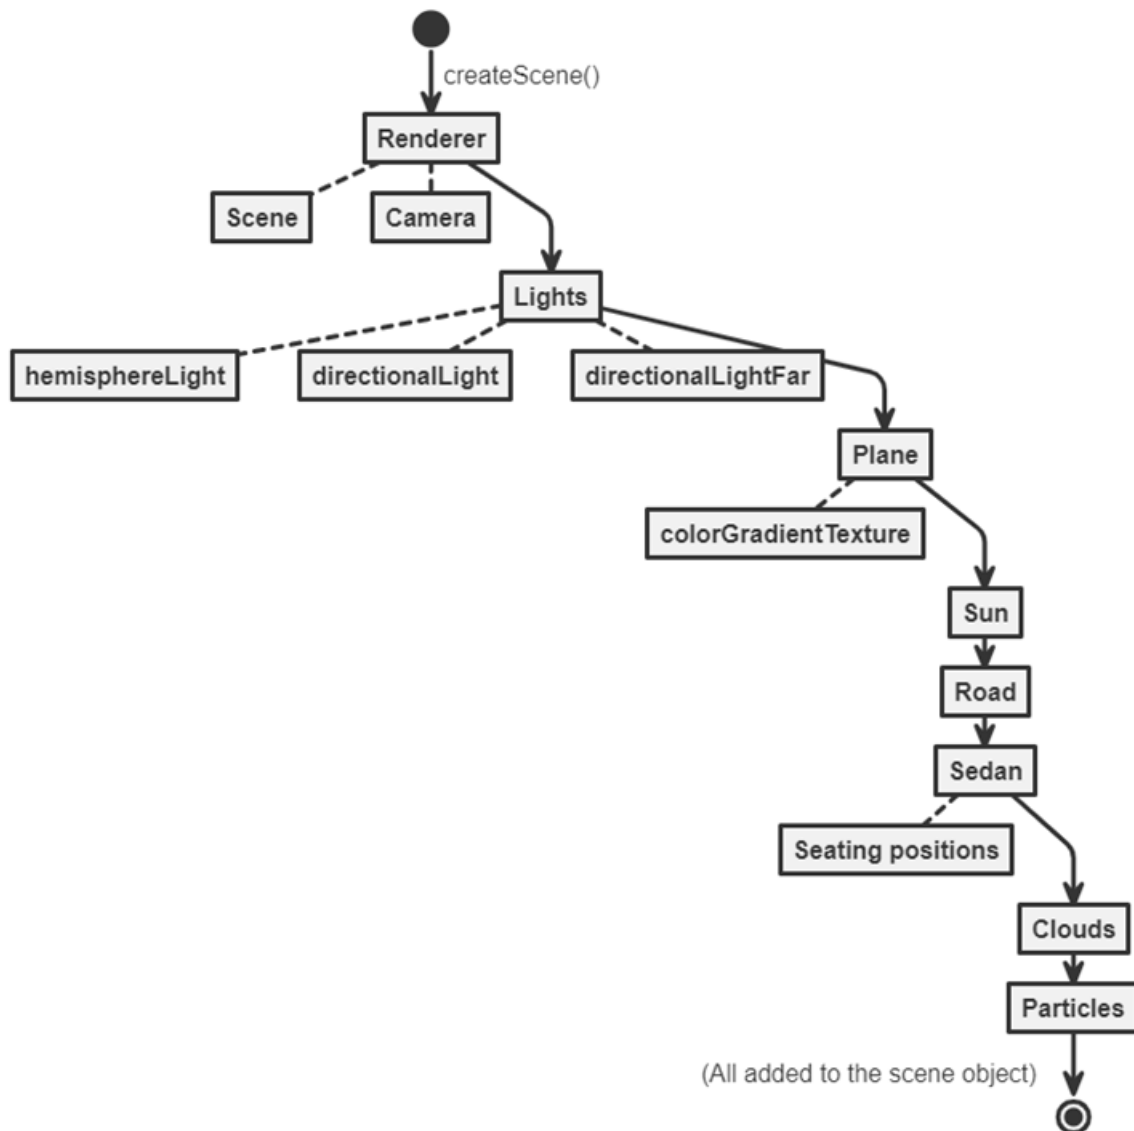 createScene()
Renderer
Scene
Camera
Lights
hemisphereLight
directionalLight
directionalLightFar
Plane
colorGradientTexture
Sun
Road
Sedan
Seating positions
Clouds
Particles
(All added to the scene object)